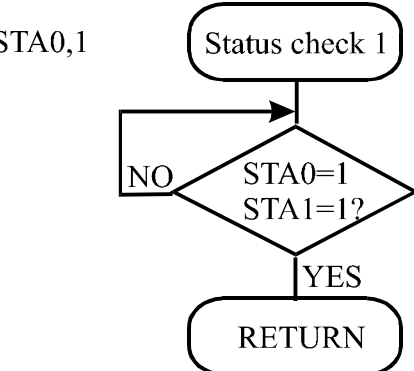 STA0,1
Status check 1
NO
STA0=1
STA1=1?
YES
RETURN